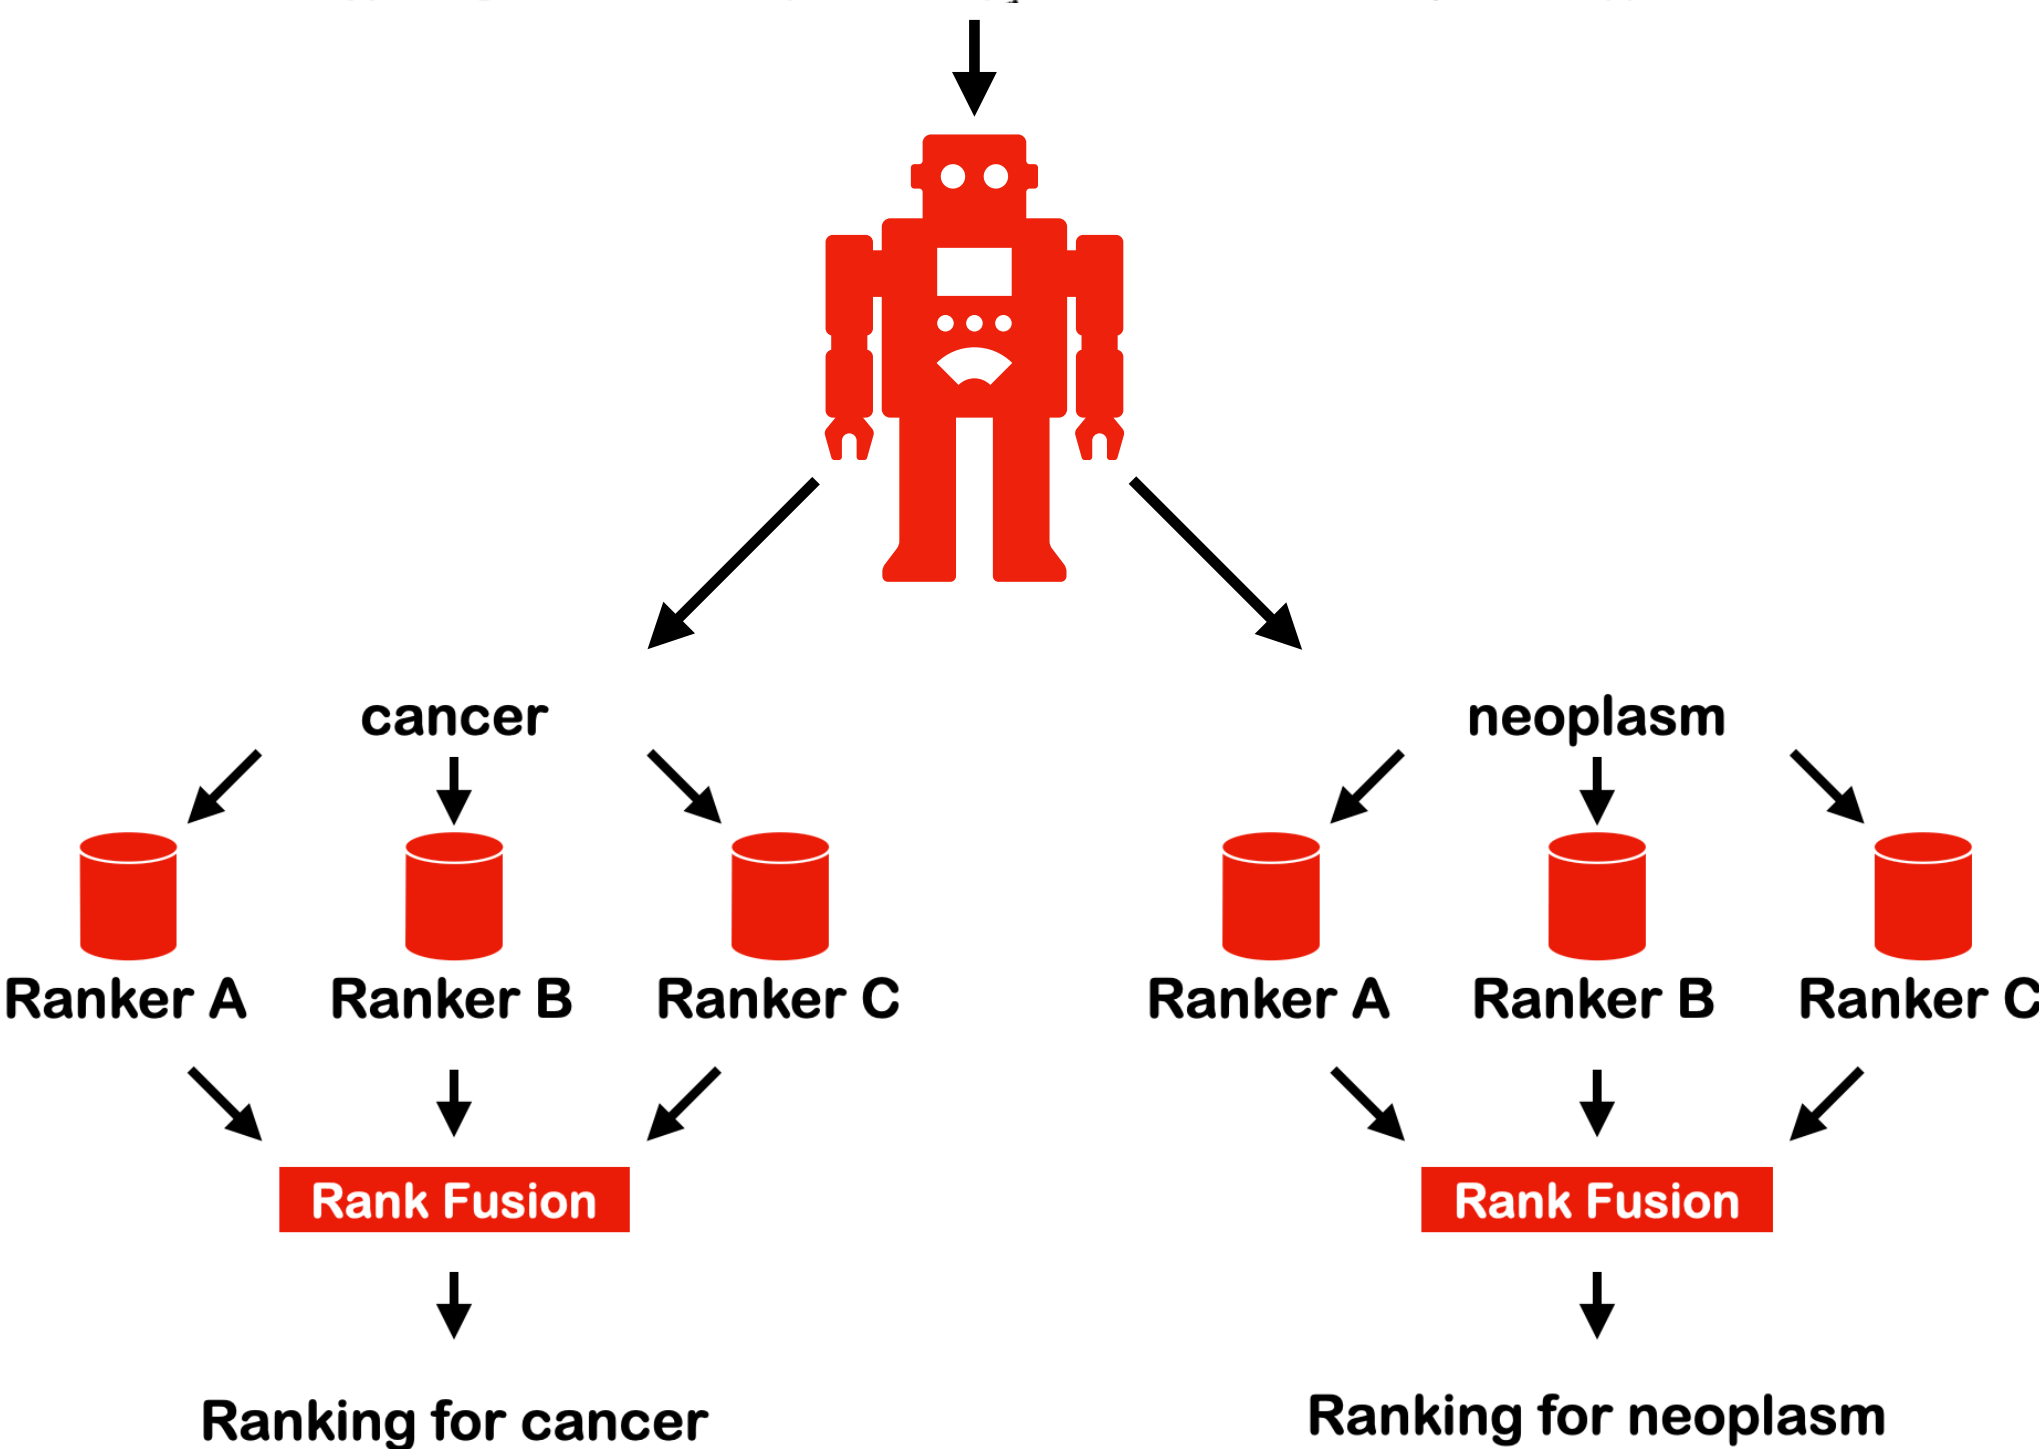 cancer
neoplasm
Ranker A Ranker B Ranker C
Ranker A Ranker B Ranker C
Rank Fusion
Rank Fusion
Ranking for cancer
Ranking for neoplasm